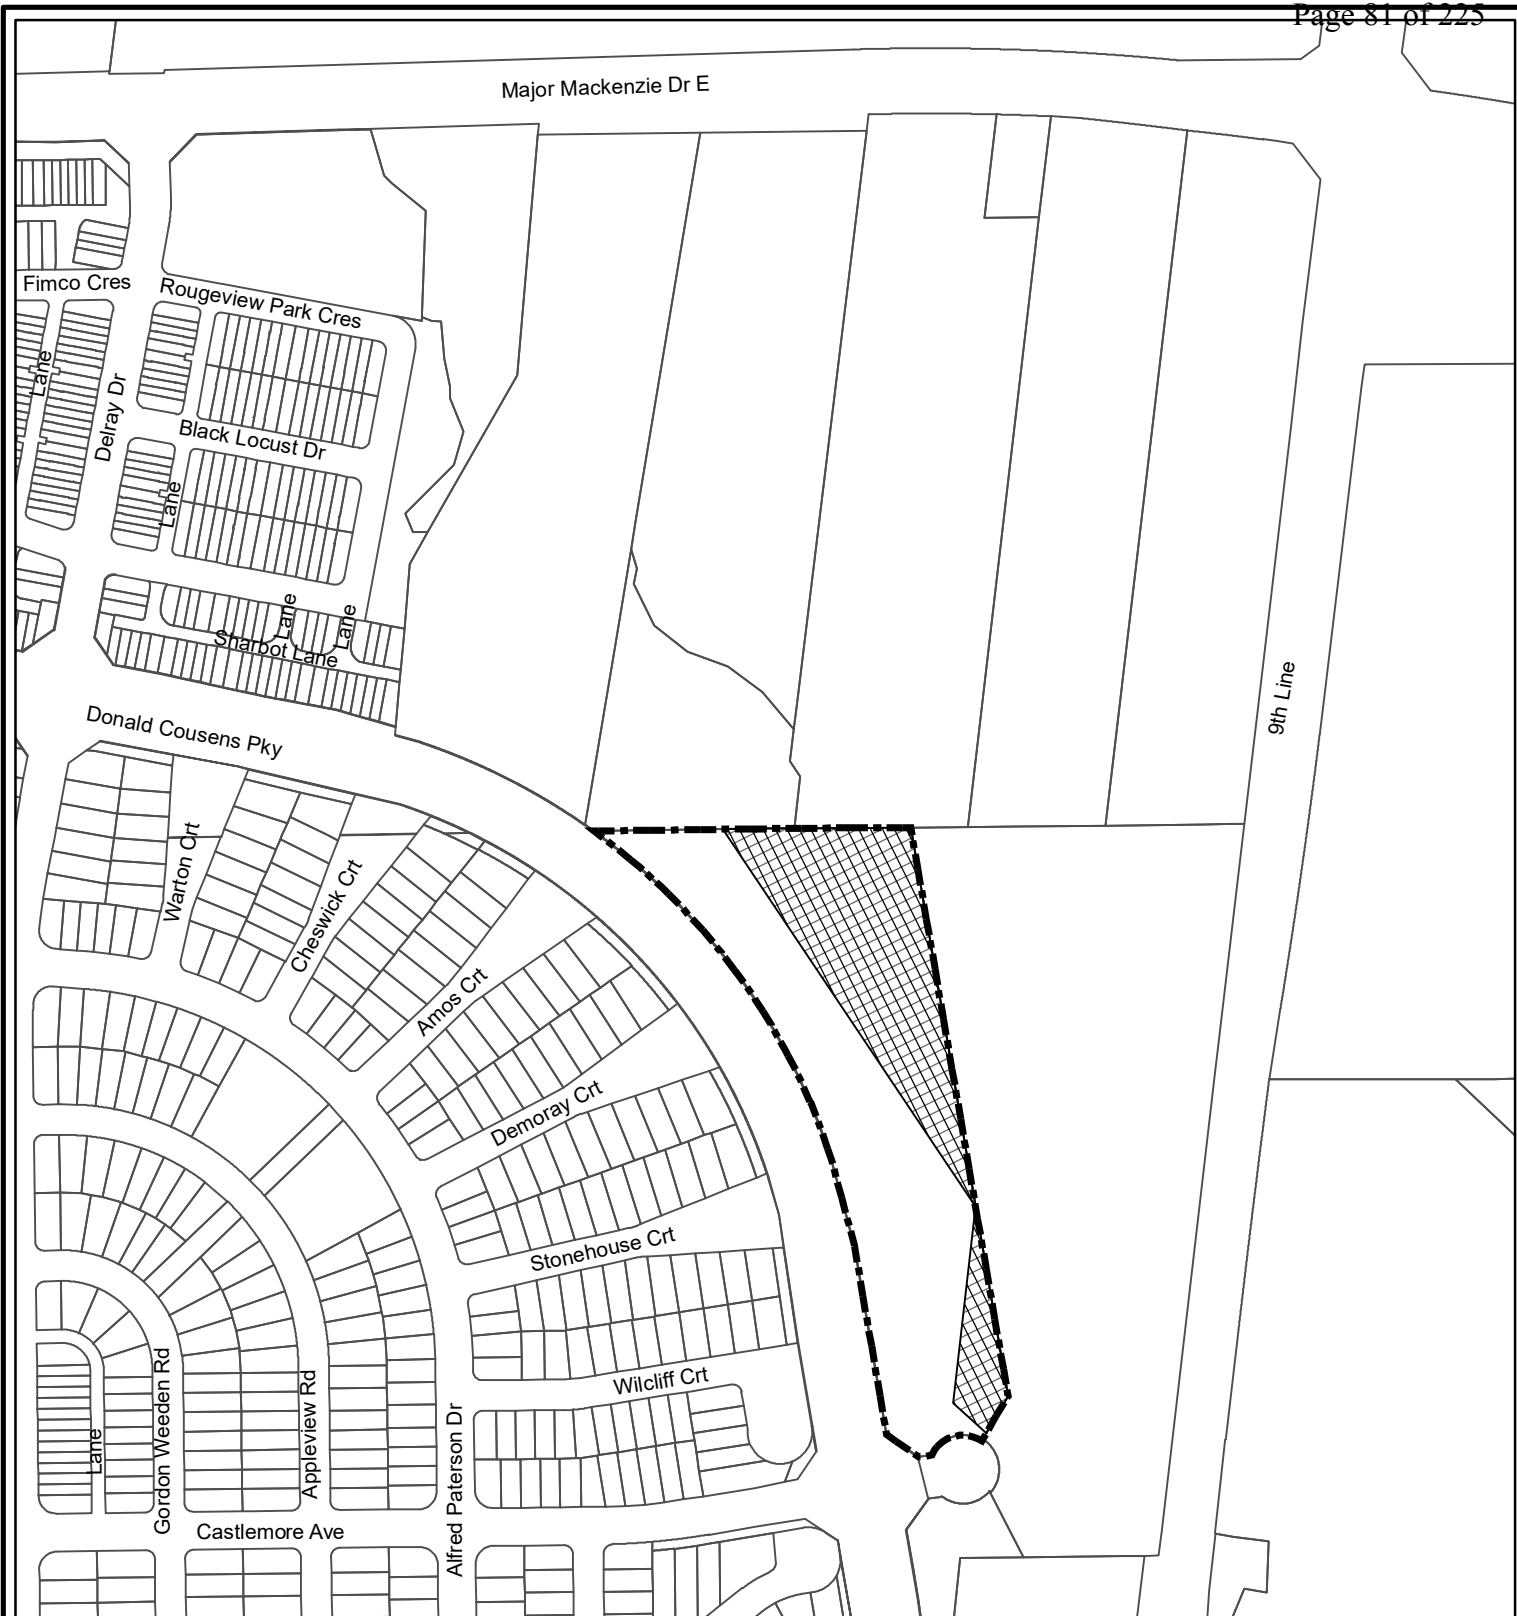 Page 81 of 225
Major Mackenzie Dr E
Fimco Cres
Rougeview Park Cres
Lane
Delray Dr
Black Locust Dr
Lane
Lane
Lane
Sharbot Lane
9th Line
Donald Cousens Pky
Warton Crt
Cheswick Crt
Amos Crt
Demoray Crt
Stonehouse Crt
Wilcliff Crt
Gordon Weeden Rd
Appleview Rd
Lane
Alfred Paterson Dr
Castlemore Ave